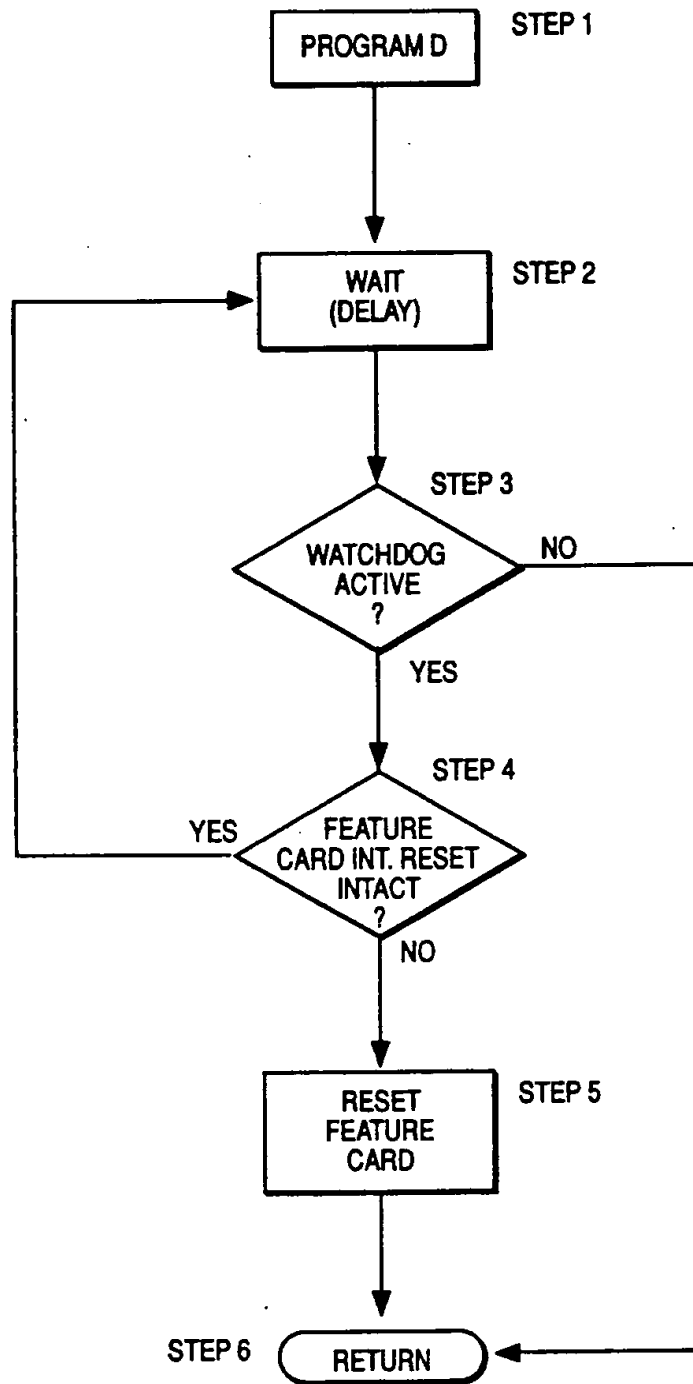 PROGRAM D
STEP 1
WAIT
(DELAY)
STEP 2
STEP 3
WATCHDOG
ACTIVE
?
NO
YES
STEP 4
YES
FEATURE
CARD INT. RESET
INTACT
?
NO
RESET
FEATURE
CARD
STEP 5
STEP 6
RETURN